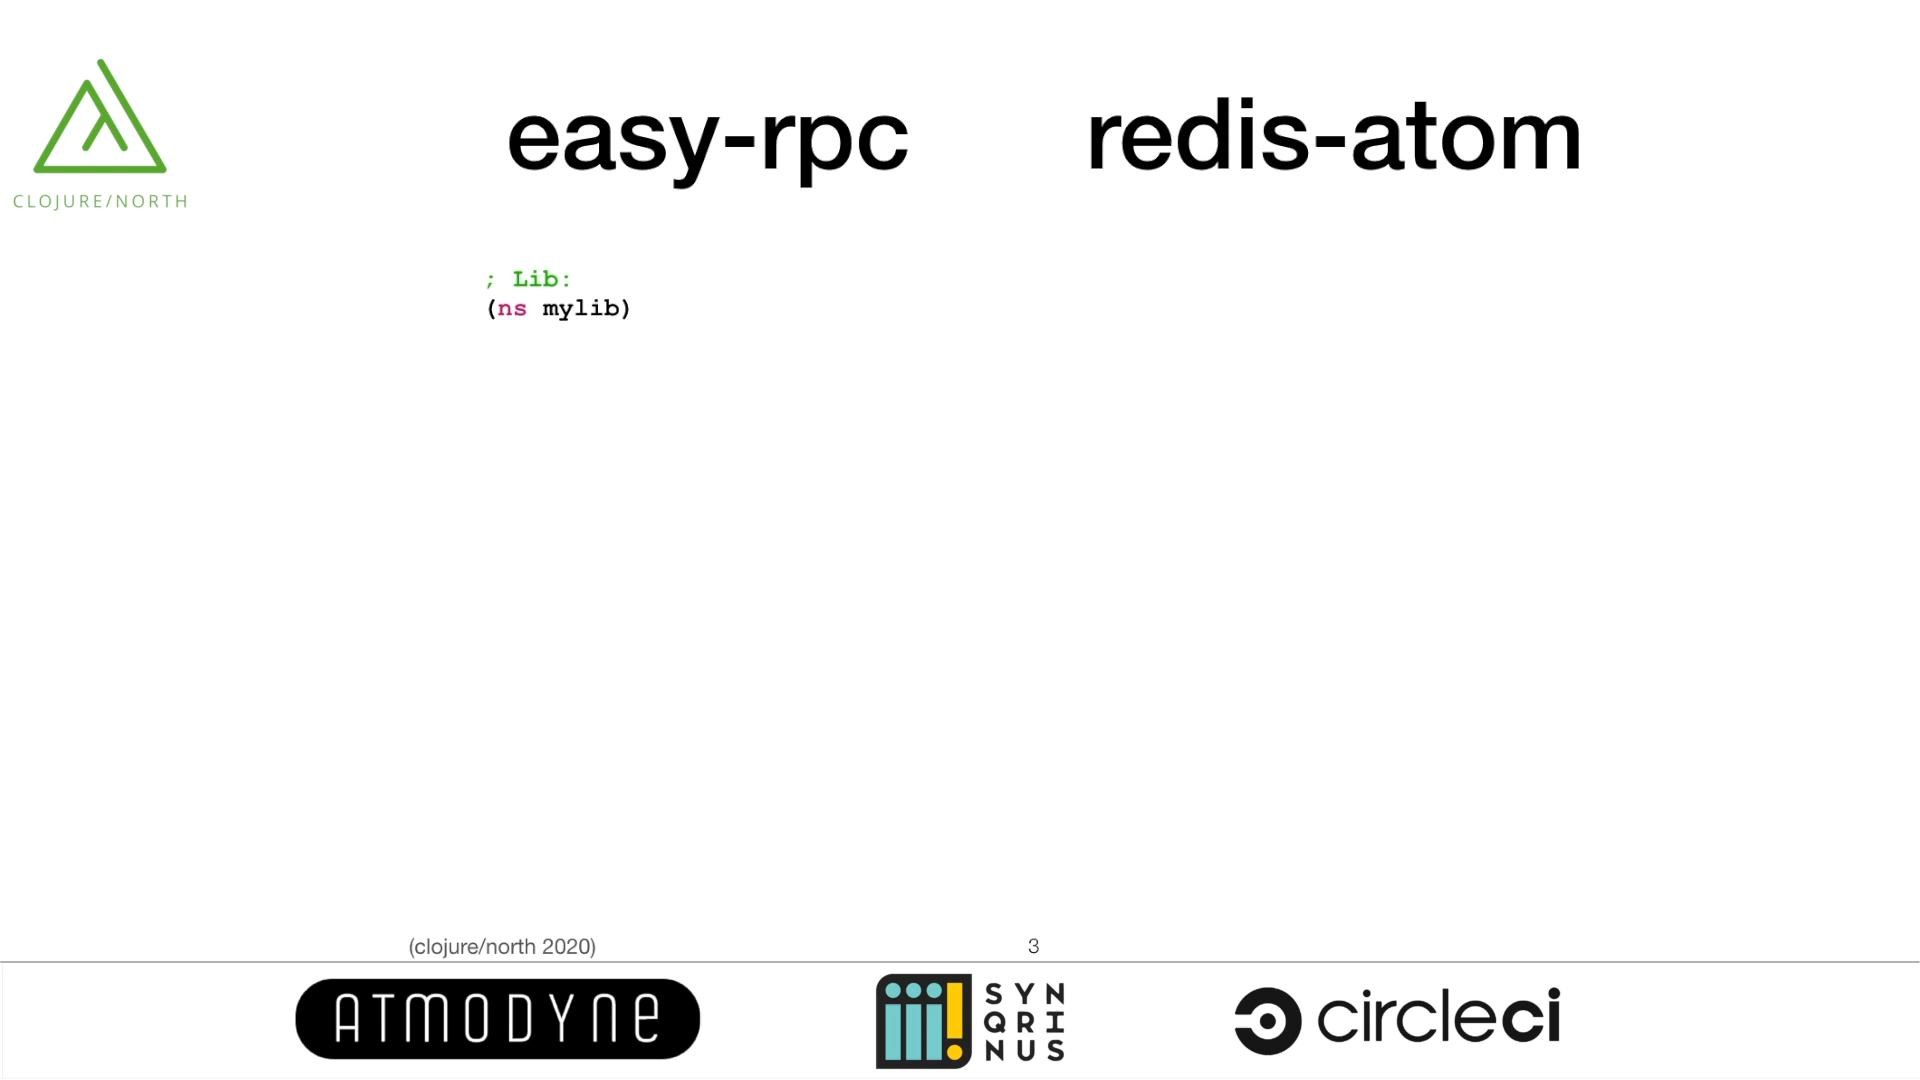 CLOJURE/NORTH
easy-rpc redis-atom
; Lib:
(ns mylib)
(clojure/north 2020) 3
ATMODYNE
SYN
QRI
NUS
circleci